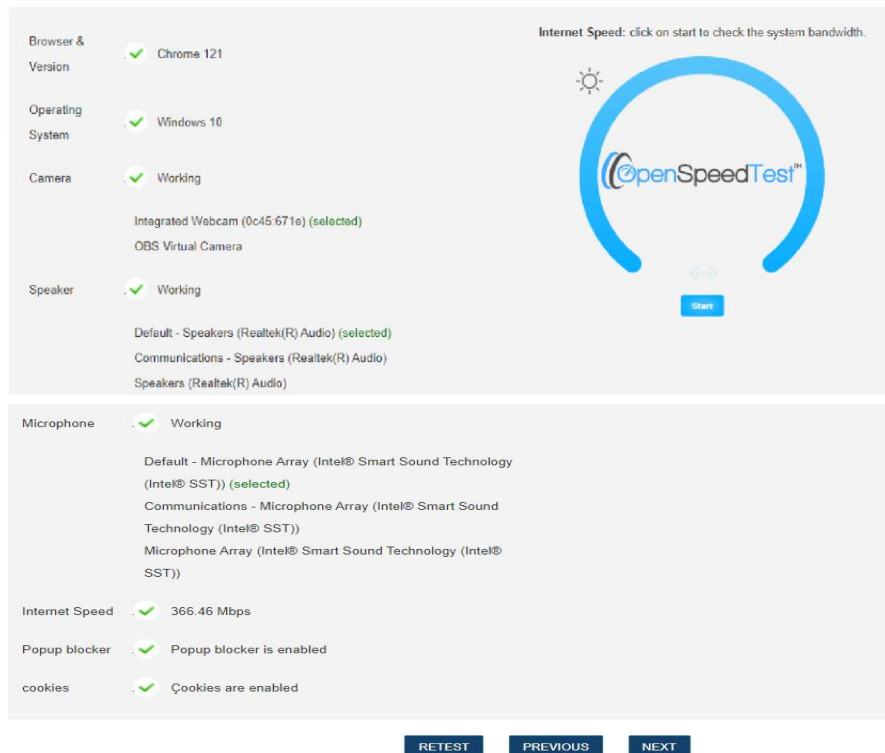 Internet Speed: click on start to check the system bandwidth.
Browser &
Version
Chrome 121
Operating
System
Windows 10
Camera
Working
Integrated Webcam (0c45:671e) (selected)
OBS Virtual Camera
Speaker
Working
Default - Speakers (Realtek(R) Audio) (selected)
Communications - Speakers (Realtek(R) Audio)
Speakers (Realtek(R) Audio)
OpenSpeedTest™
Start
Microphone
Working
Default - Microphone Array (Intel® Smart Sound Technology
(Intel® SST)) (selected)
Communications - Microphone Array (Intel® Smart Sound
Technology (Intel® SST))
Microphone Array (Intel® Smart Sound Technology (Intel®
SST))
Internet Speed
366.46 Mbps
Popup blocker
Popup blocker is enabled
cookies
Çookies are enabled
RETEST
PREVIOUS
NEXT